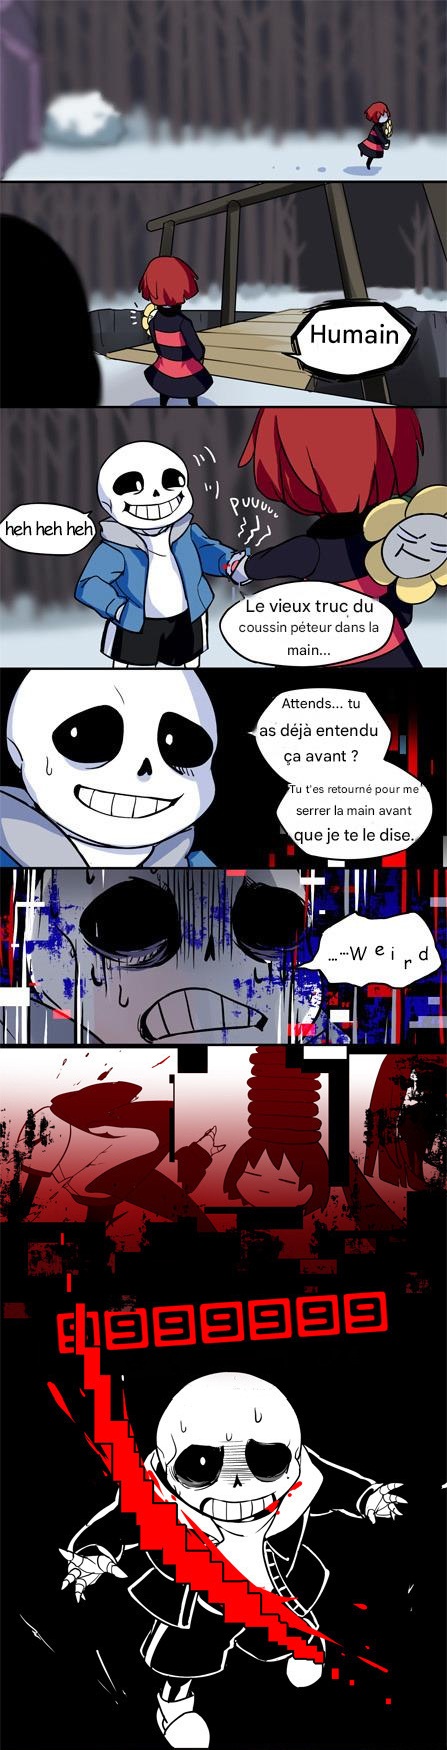 Humain
heh heh heh
PUUUUU
Le vieux truc du
coussin péteur dans la
main...
Attends... tu
as déjà entendu
ça avant ?
Tu t'es retourné pour me
serrer la main avant
que je te le dise.
......Weird
9999999